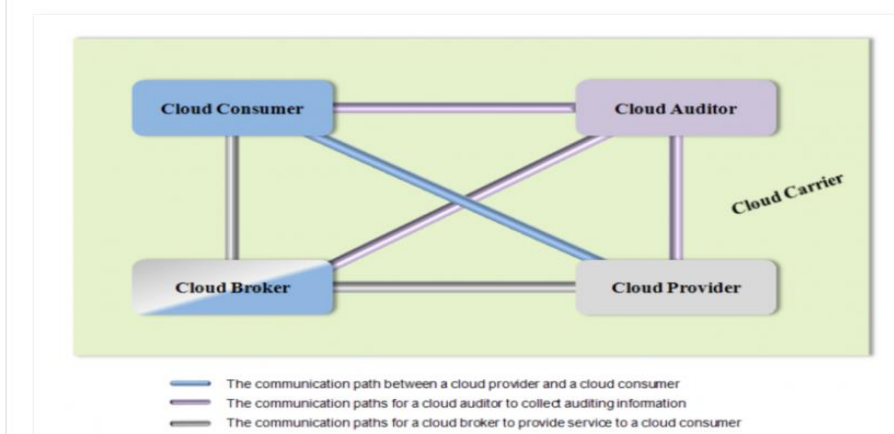 Cloud Consumer
Cloud Auditor
Cloud Carrier
Cloud Broker
Cloud Provider
The communication path between a cloud provider and a cloud consumer
The communication paths for a cloud auditor to collect auditing information
The communication paths for a cloud broker to provide service to a cloud consumer